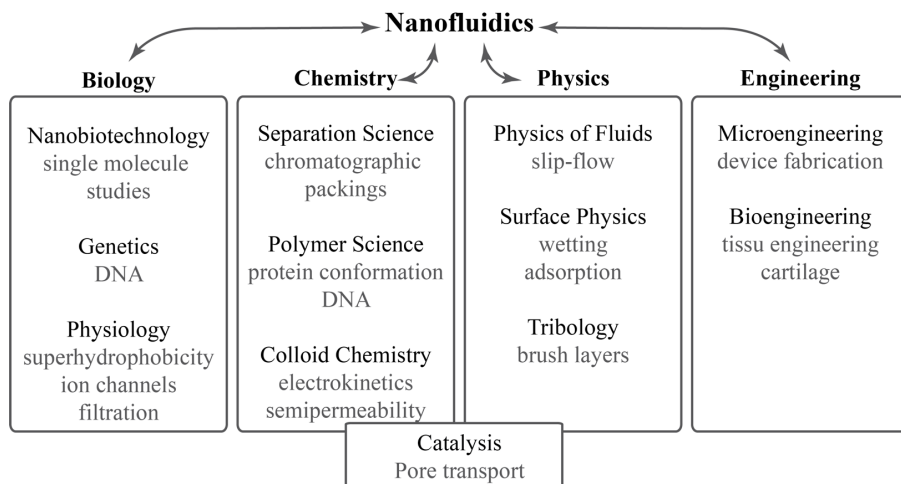 Nanofluidics
Biology
Nanobiotechnology
single molecule
studies
Genetics
DNA
Physiology
superhydrophobicity
ion channels
filtration
Chemistry
Separation Science
chromatographic
packings
Polymer Science
protein conformation
DNA
Colloid Chemistry
electrokinetics
semipermeability
Physics
Physics of Fluids
slip-flow
Surface Physics
wetting
adsorption
Tribology
brush layers
Engineering
Microengineering
device fabrication
Bioengineering
tissu engineering
cartilage
Catalysis
Pore transport